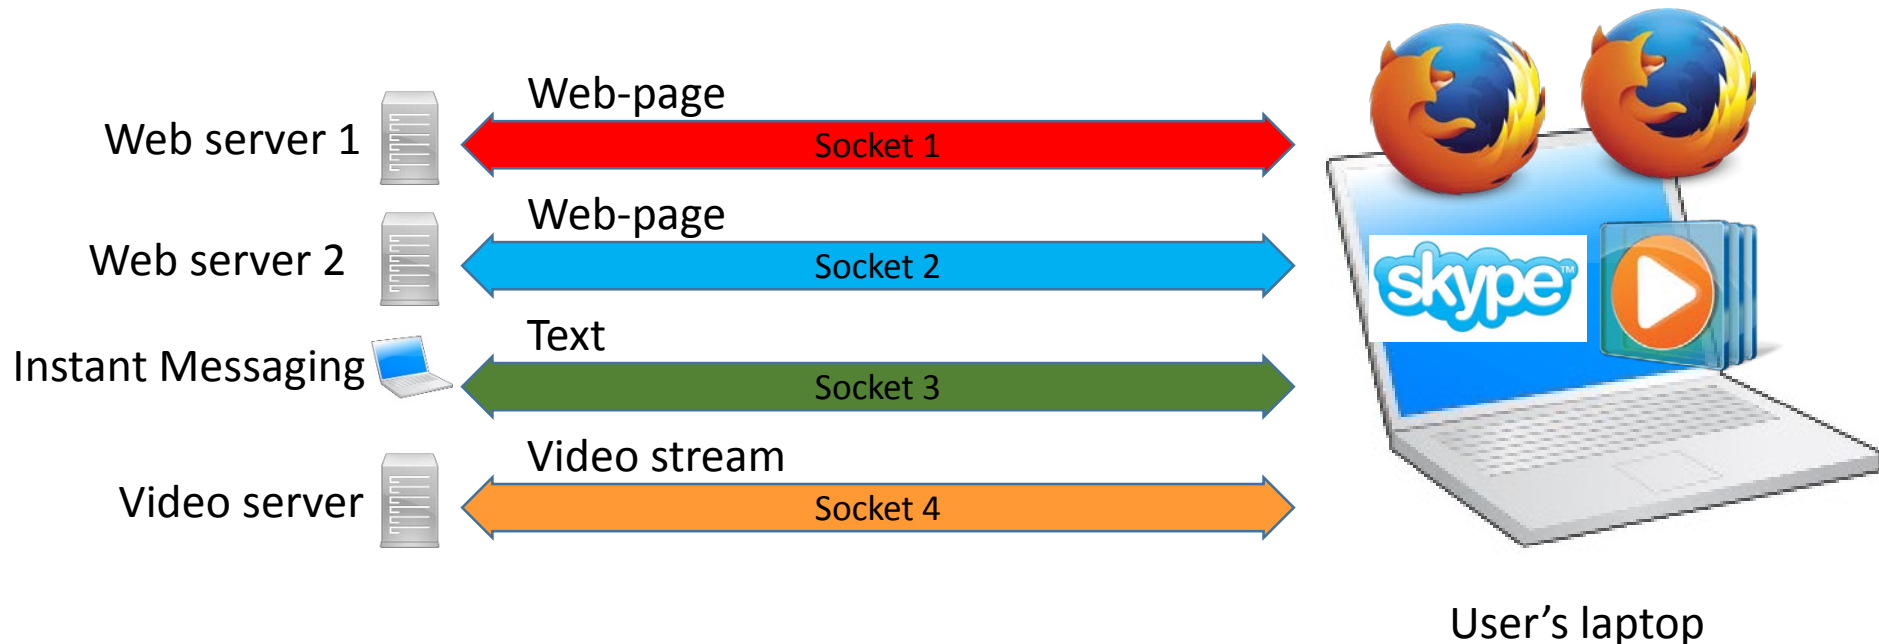 Web server 1
Web-page
Socket 1
Web server 2
Web-page
Socket 2
Instant Messaging
Text
Socket 3
Video server
Video stream
Socket 4
skype™
User's laptop